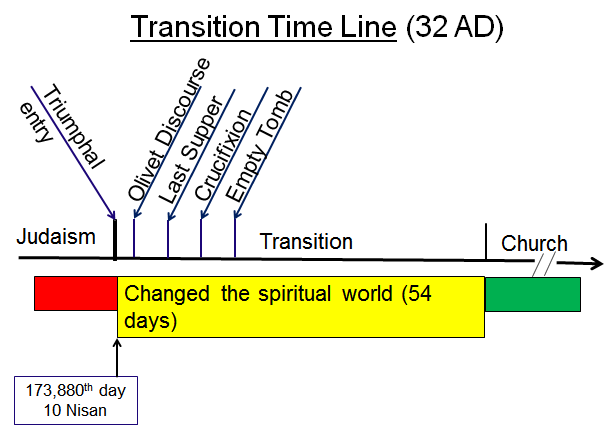 Transition Time Line (32 AD)
Triumphal
entry
Olivet Discourse
Last Supper
Crucifixion
Empty Tomb
Judaism
Transition
Church
Changed the spiritual world (54
days)
173,880th day
10 Nisan